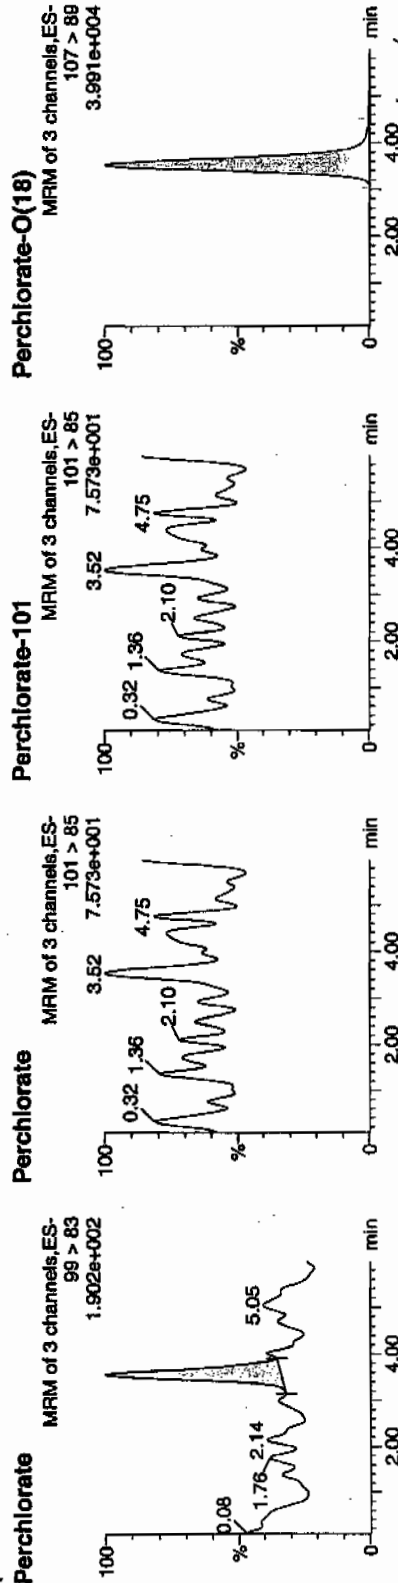 Perchlorate
MRM of 3 channels,ES-
99 > 83
1.902e+002
100
%
0
0.08
1.76
2.14
5.05
2.00
4.00
min
Perchlorate
MRM of 3 channels,ES-
101 > 85
7.573e+001
100
%
0
0.32
1.36
2.10
3.52
4.75
2.00
4.00
min
Perchlorate-101
MRM of 3 channels,ES-
101 > 85
7.573e+001
100
%
0
0.32
1.36
2.10
3.52
4.75
2.00
4.00
min
Perchlorate-O(18)
MRM of 3 channels,ES-
107 > 89
3.991e+004
100
%
0
2.00
4.00
min